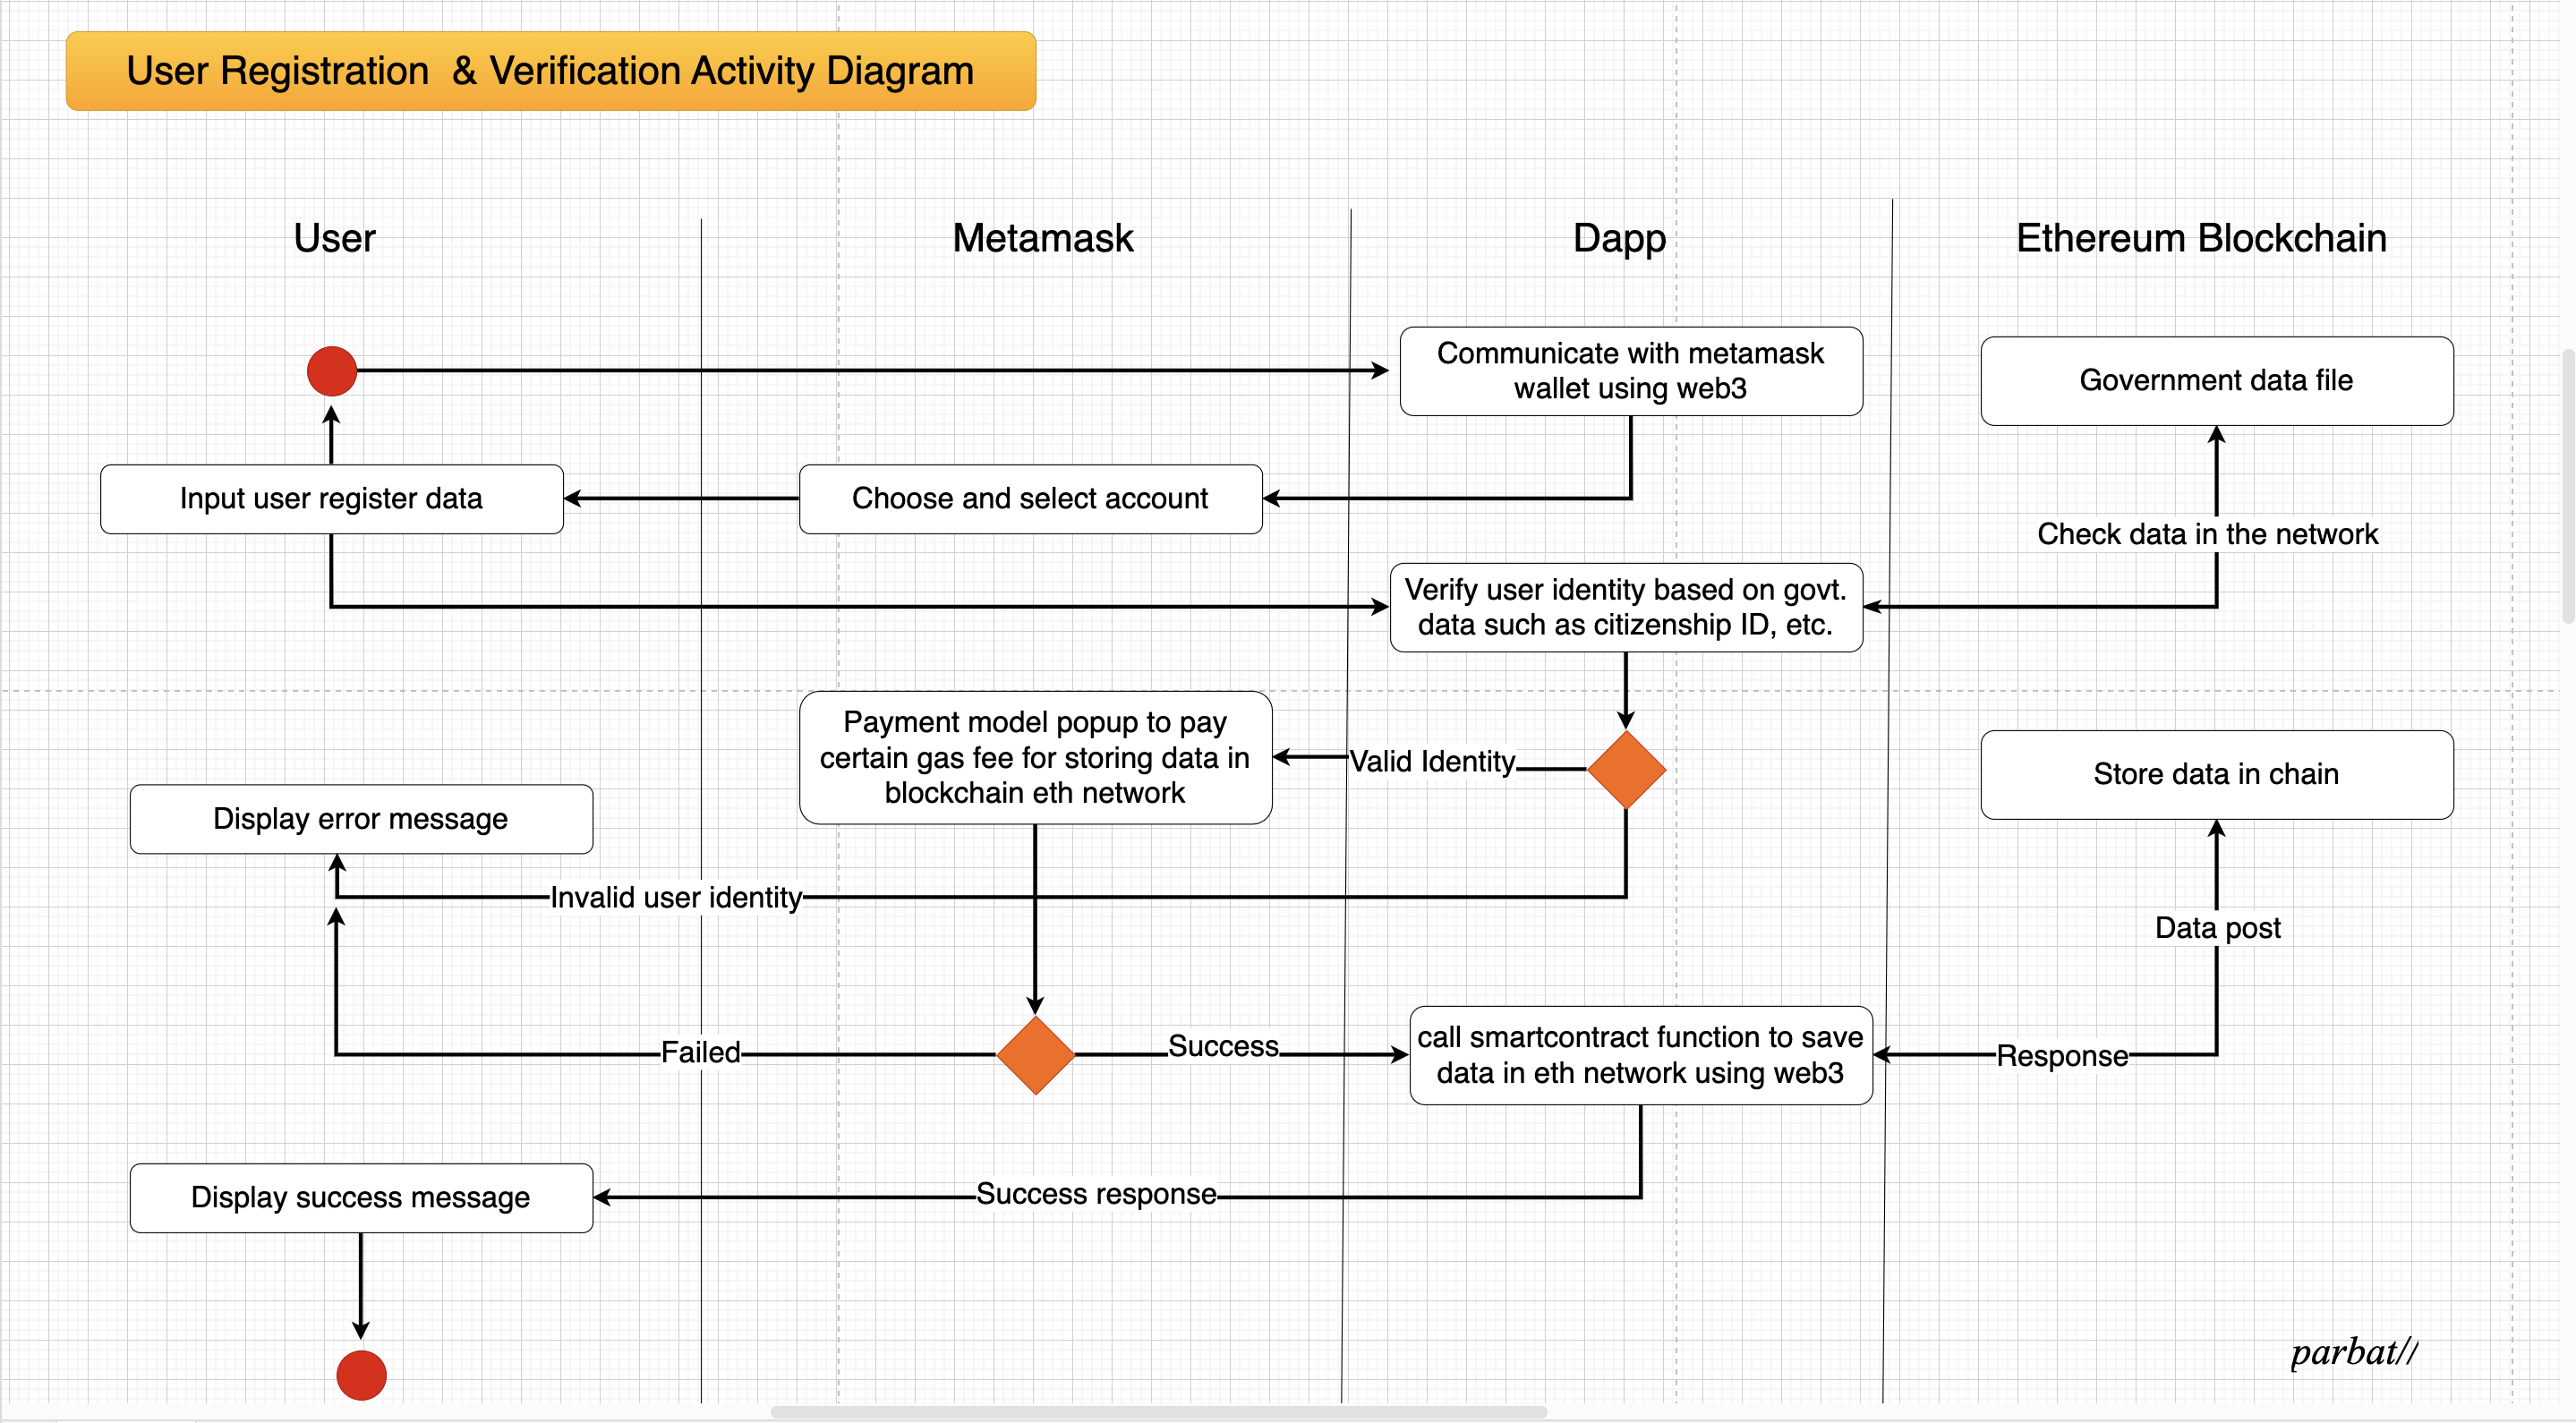 User Registration  & Verification Activity Diagram
User
Metamask
Dapp
Ethereum Blockchain
Communicate with metamask
wallet using web3
Government data file
Input user register data
Choose and select account
Check data in the network
Verify user identity based on govt.
data such as citizenship ID, etc.
Payment model popup to pay
certain gas fee for storing data in
blockchain eth network
Valid Identity
Store data in chain
Display error message
Invalid user identity
Data post
Failed
Success
call smartcontract function to save
data in eth network using web3
Response
Display success message
Success response
parbat//